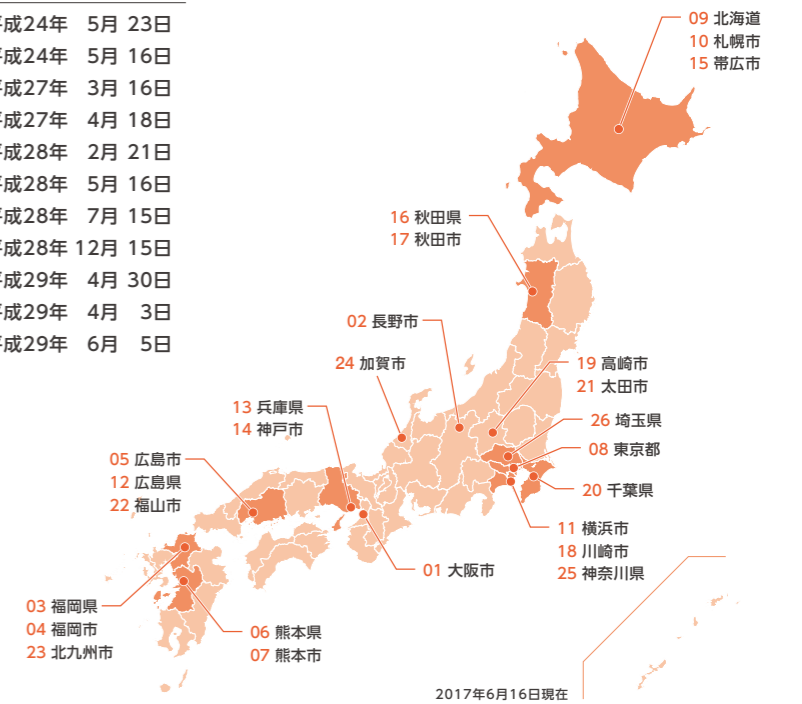 成24年 5月 23日
成24年 5月 16日
成27年 3月 16日
成27年 4月 18日
成28年 2月 21日
成28年 5月 16日
成28年 7月 15日
成28年 12月 15日
成29年 4月 30日
成29年 4月 3日
成29年 6月 5日
09 北海道
10 札幌市
15 帯広市
16 秋田県
17 秋田市
02 長野市
24 加賀市
19 高崎市
21 太田市
13 兵庫県
14 神戸市
26 埼玉県
08 東京都
05 広島市
12 広島県
22 福山市
20 千葉県
11 横浜市
18 川崎市
25 神奈川県
01 大阪市
03 福岡県
04 福岡市
23 北九州市
06 熊本県
07 熊本市
2017年6月16日現在